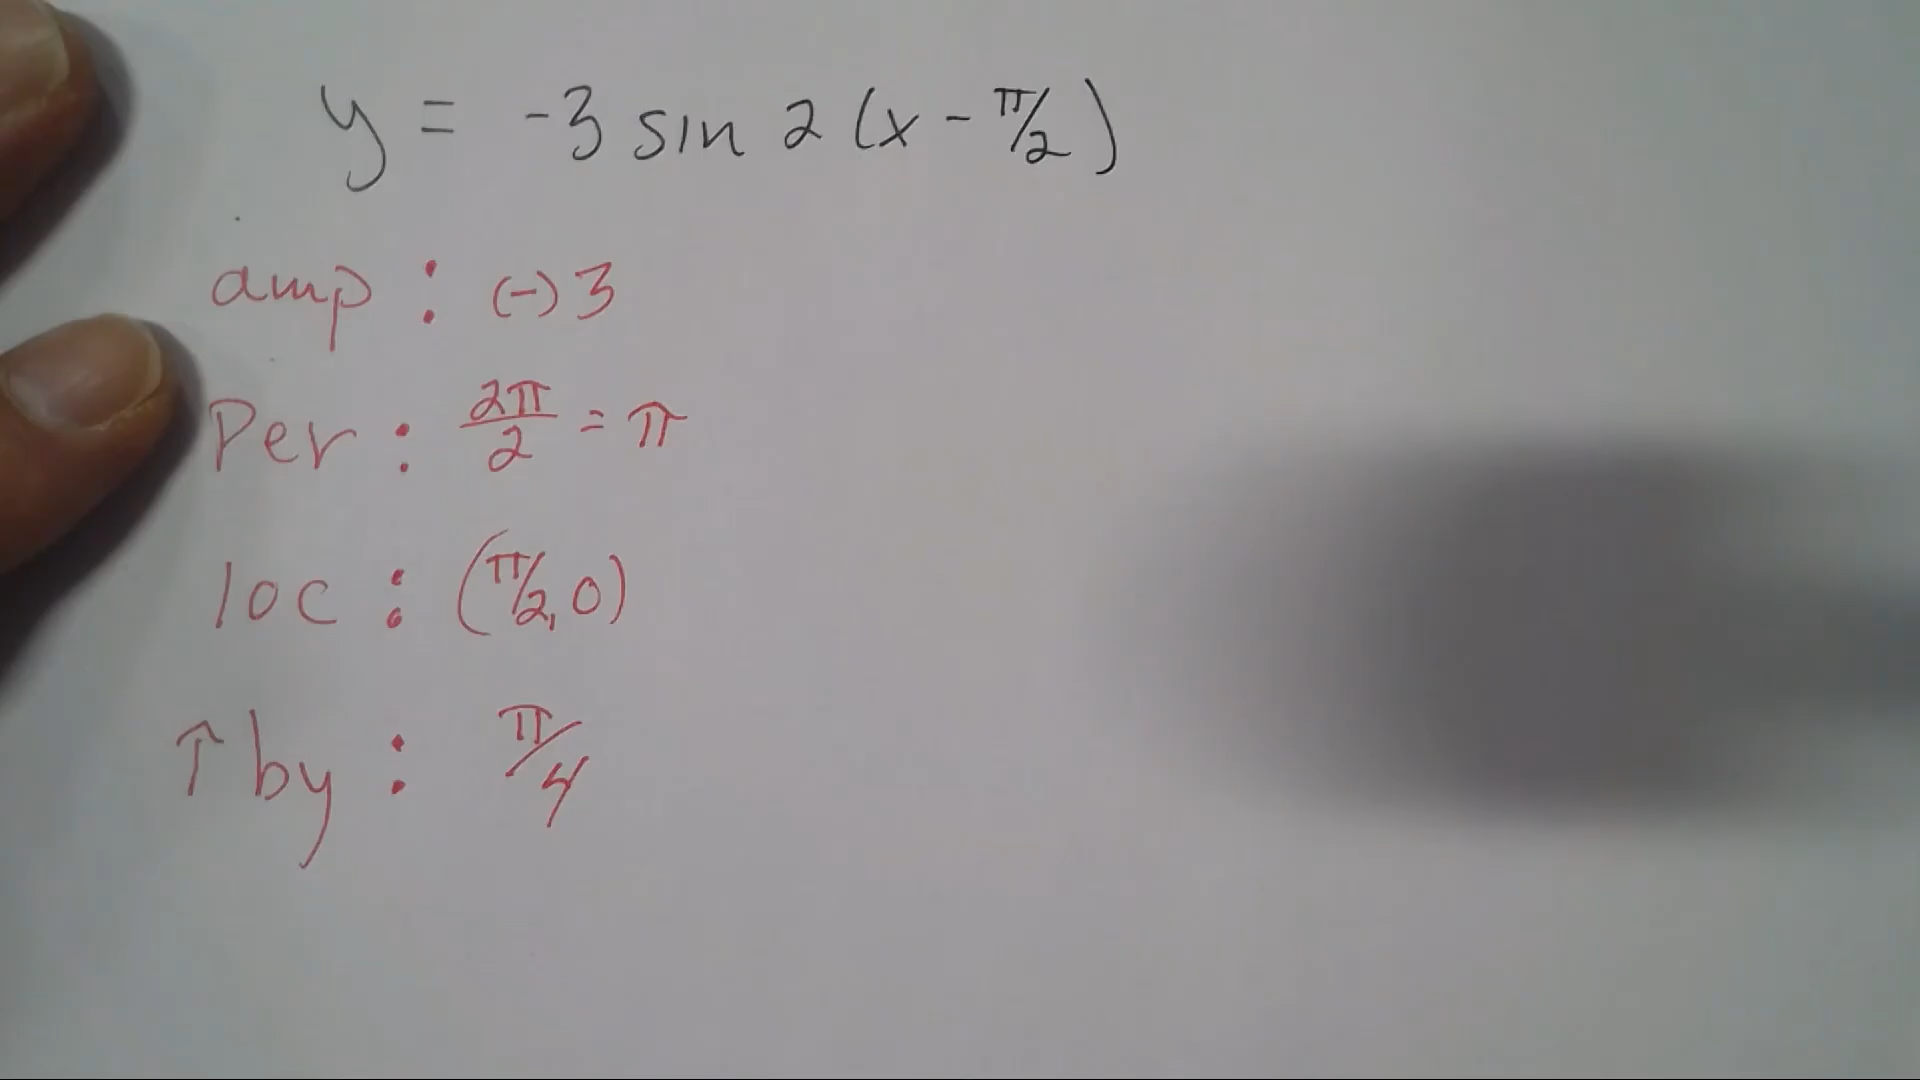 y = -3 sin 2 (x - π/2)
amp : (-) 3
Per : 2π/2 = π
loc : (π/2, 0)
↑ by : π/4